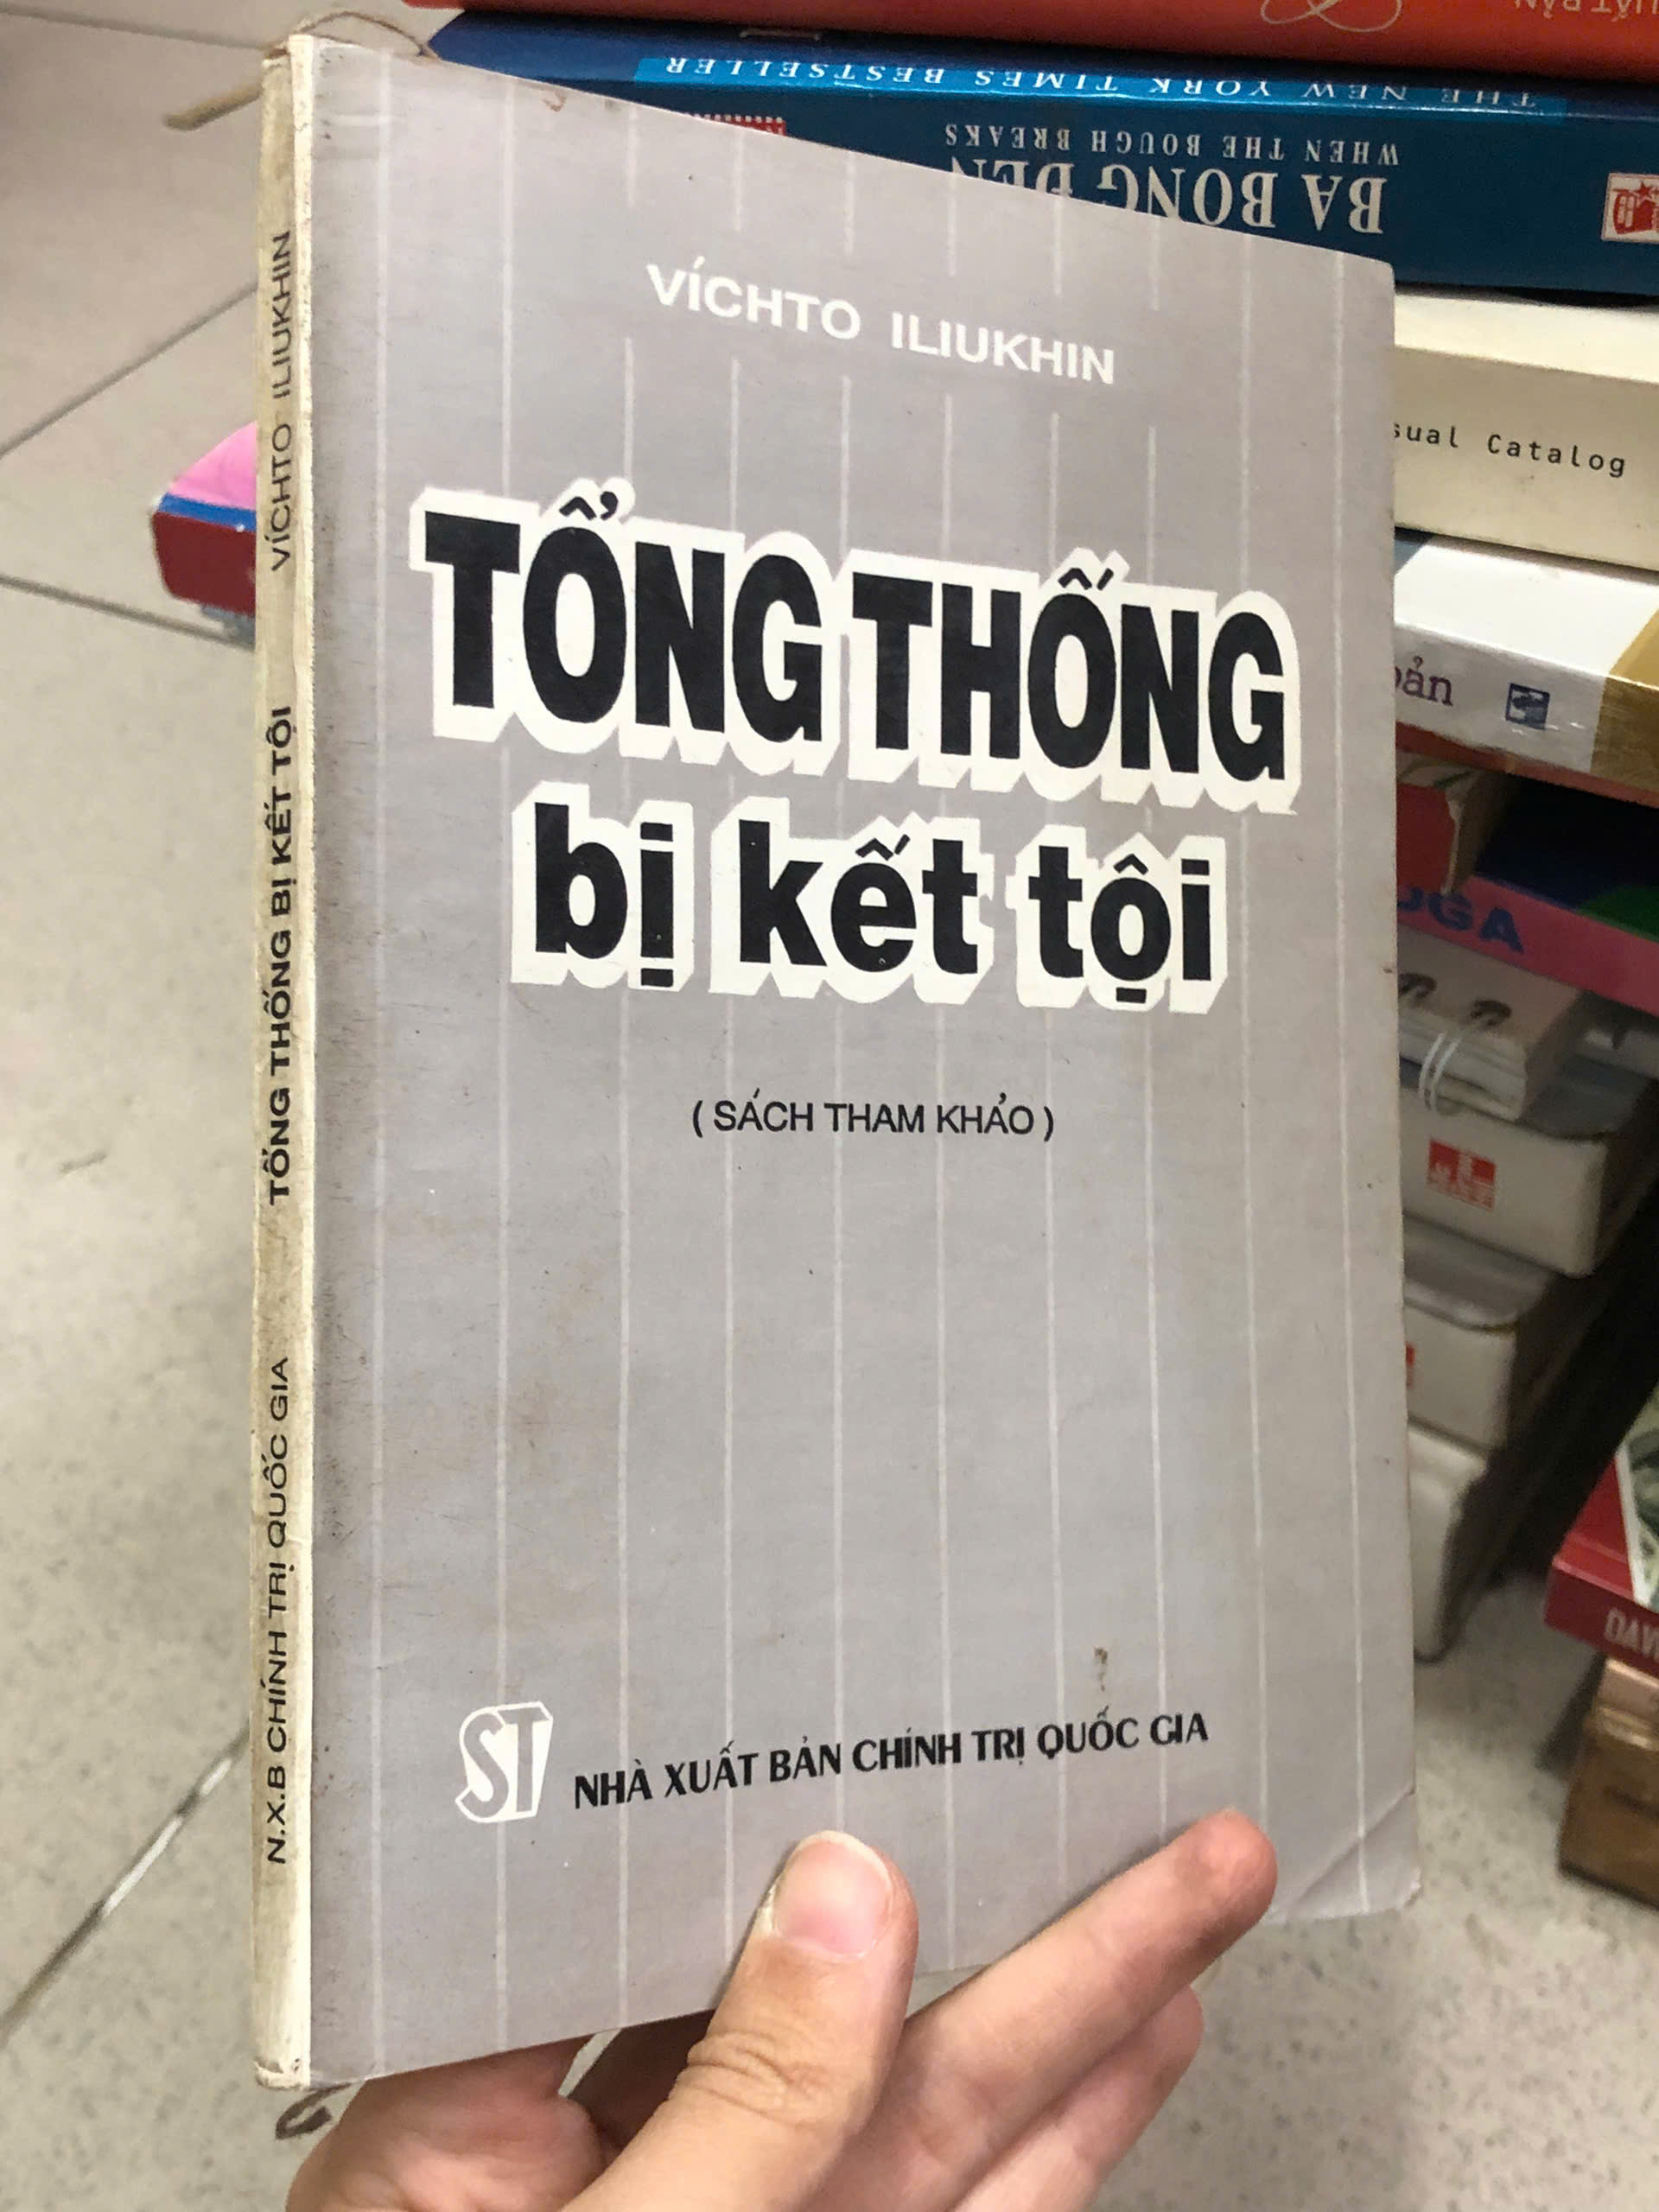 VÍCHTO ILIUKHIN
TỔNG THỐNG
bị kết tội
( SÁCH THAM KHẢO )
ST
NHÀ XUẤT BẢN CHÍNH TRỊ QUỐC GIA
N.X.B CHÍNH TRỊ QUỐC GIA TỔNG THỐNG BỊ KẾT TỘI VÍCHTO ILIUKHIN
THE NEW YORK TIMES BESTSELLER
WHEN THE BOUGH BREAKS
BA BONG ĐEN
Catalog